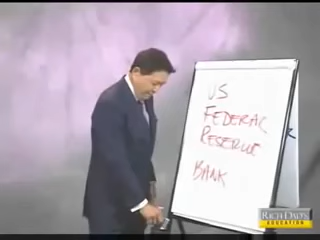 US
FEDERAL
RESERVE
BANK
RICH DAD'S
EDUCATION